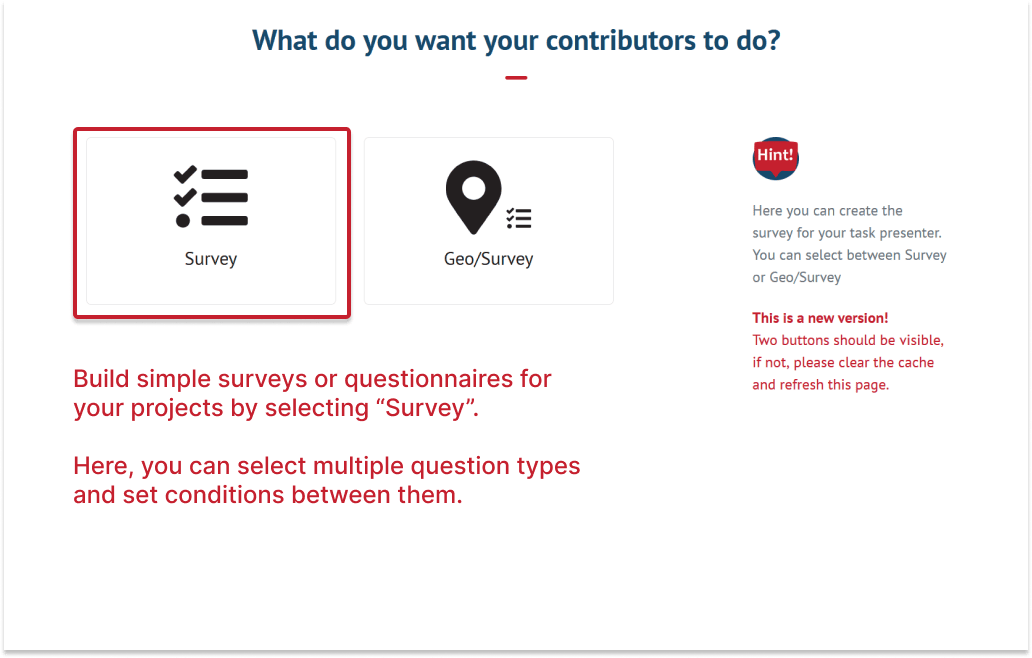 What do you want your contributors to do?
Survey
Geo/Survey
Build simple surveys or questionnaires for
your projects by selecting “Survey”.
Here, you can select multiple question types
and set conditions between them.
Hint!
Here you can create the
survey for your task presenter.
You can select between Survey
or Geo/Survey
This is a new version!
Two buttons should be visible,
if not, please clear the cache
and refresh this page.